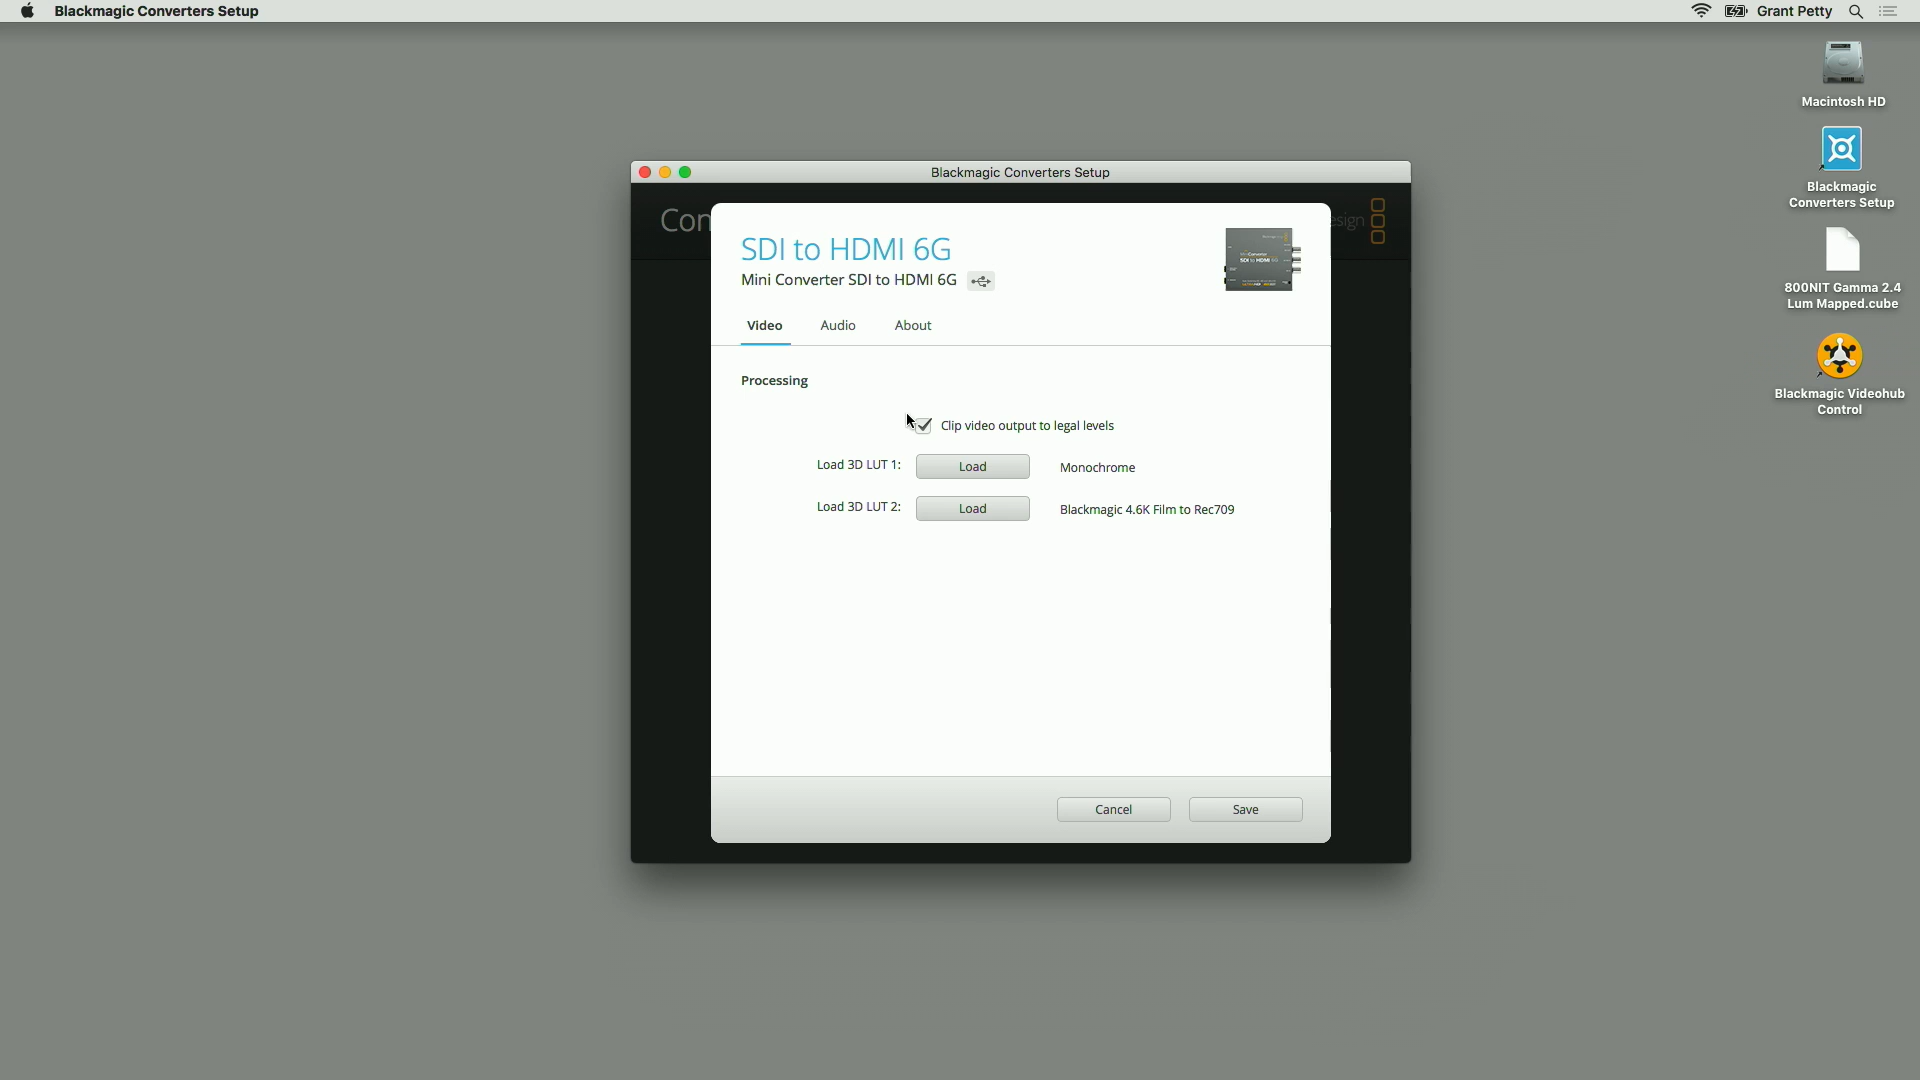 Blackmagic Converters Setup
Grant Petty
Macintosh HD
Blackmagic
Converters Setup
800NIT Gamma 2.4
Lum Mapped.cube
Blackmagic Videohub
Control
Blackmagic Converters Setup
Con
esign
SDI to HDMI 6G
Mini Converter SDI to HDMI 6G
Video Audio About
Processing
Clip video output to legal levels
Load 3D LUT 1: Load Monochrome
Load 3D LUT 2: Load Blackmagic 4.6K Film to Rec709
Cancel Save